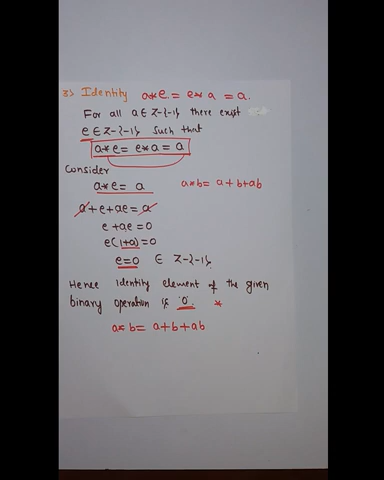 3) Identity a*e = e*a = a.
For all a ∈ Z-{-1} there exist
e ∈ Z-{-1} such that
a*e = e*a = a
Consider
a*e = a a*b = a+b+ab
a+e+ae = a
e+ae = 0
e(1+a) = 0
e=0 ∈ Z-{-1}.
Hence Identity element of the given
binary operation is '0'. *
a*b = a+b+ab